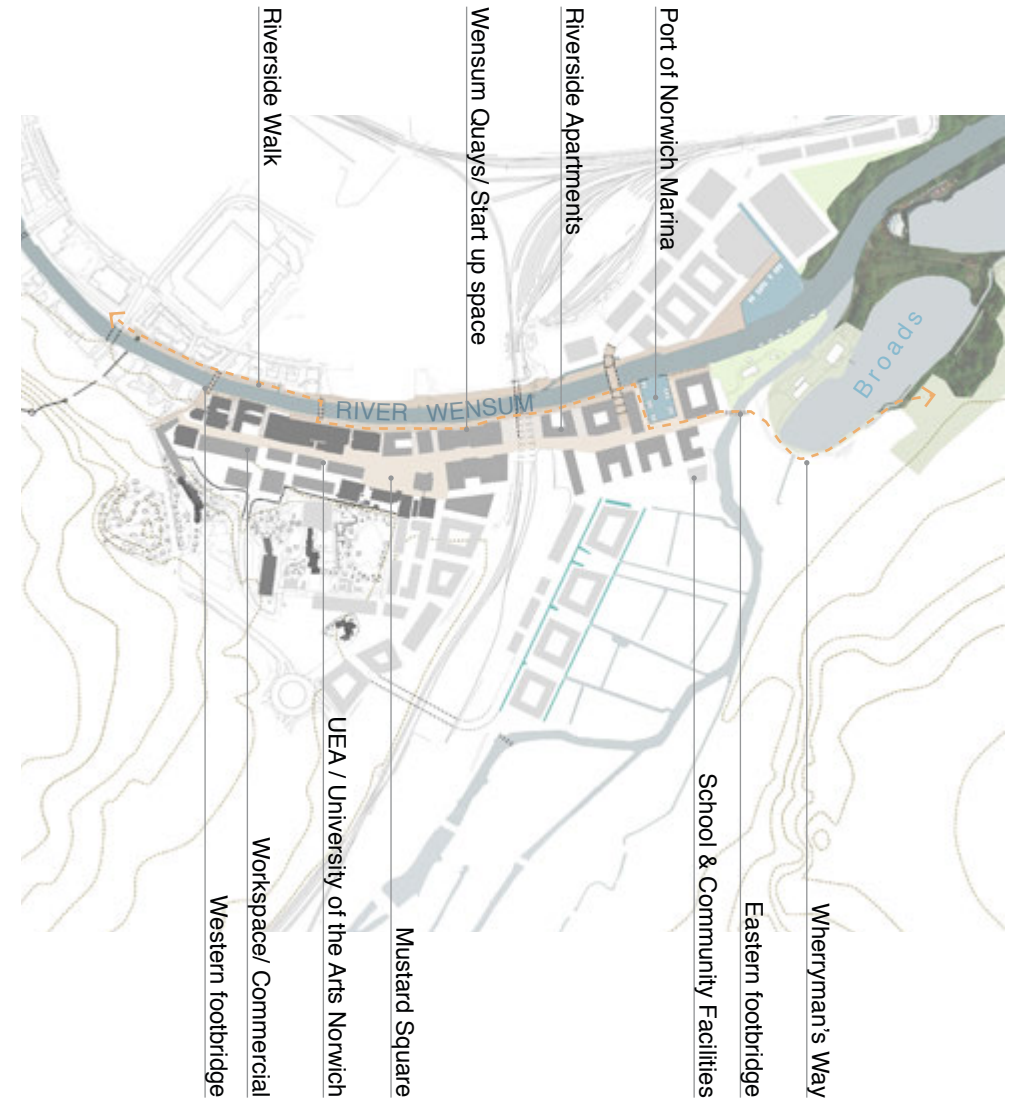 Riverside Walk
Wensum Quays/ Start up space
Riverside Apartments
Port of Norwich Marina
RIVER WENSUM
Broads
Western footbridge
Workspace/ Commercial
UEA / University of the Arts Norwich
Mustard Square
School & Community Facilities
Eastern footbridge
Wherryman's Way